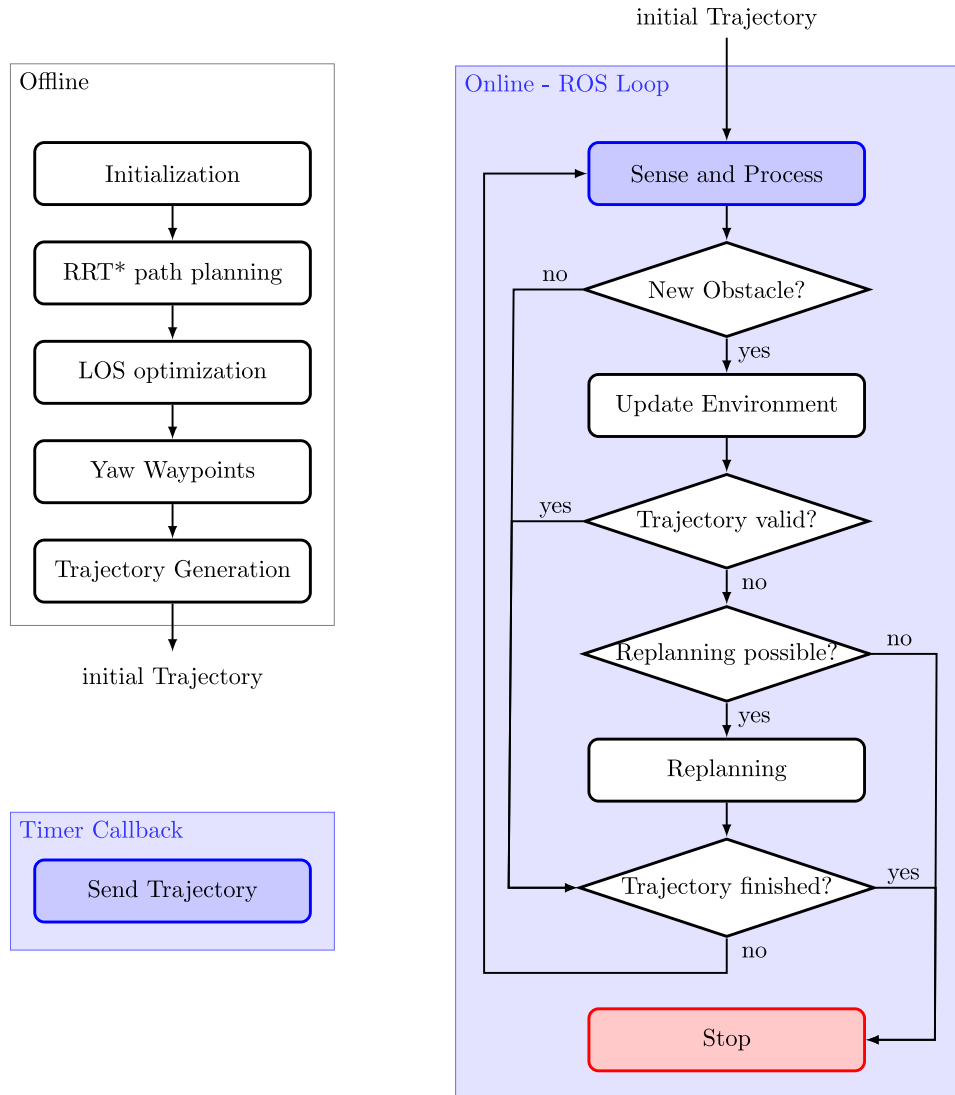 Offline
Initialization
RRT* path planning
LOS optimization
Yaw Waypoints
Trajectory Generation
initial Trajectory
Timer Callback
Send Trajectory
initial Trajectory
Online - ROS Loop
Sense and Process
no
New Obstacle?
yes
Update Environment
yes
Trajectory valid?
no
Replanning possible?
no
yes
Replanning
Trajectory finished?
yes
no
Stop